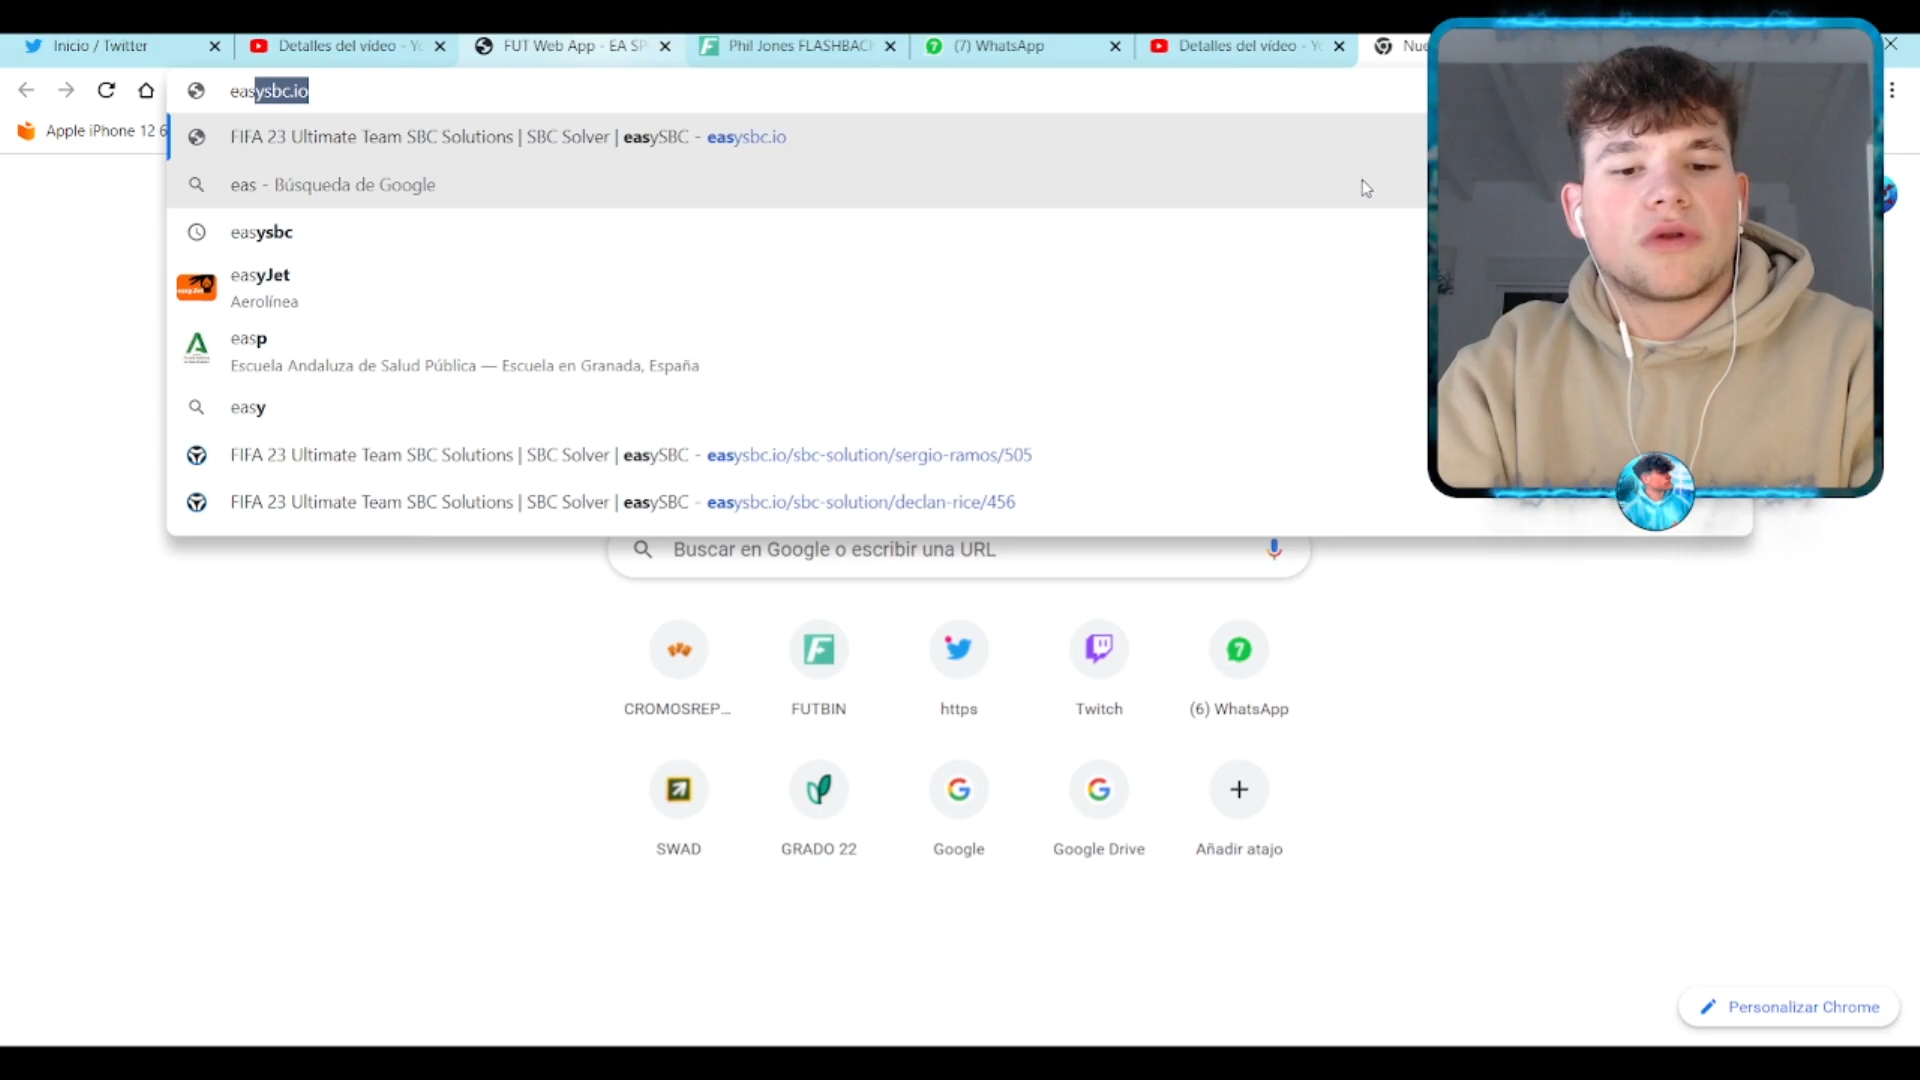 Inicio / Twitter
Detalles del vídeo - Yo
FUT Web App - EA SP
Phil Jones FLASHBACK
(7) WhatsApp
Detalles del vídeo - Yo
Nue
easysbc.io
Apple iPhone 12 6
FIFA 23 Ultimate Team SBC Solutions | SBC Solver | easySBC - easysbc.io
eas - Búsqueda de Google
easysbc
easyJet
Aerolínea
easp
Escuela Andaluza de Salud Pública — Escuela en Granada, España
easy
FIFA 23 Ultimate Team SBC Solutions | SBC Solver | easySBC - easysbc.io/sbc-solution/sergio-ramos/505
FIFA 23 Ultimate Team SBC Solutions | SBC Solver | easySBC - easysbc.io/sbc-solution/declan-rice/456
Buscar en Google o escribir una URL
7
CROMOSREP...
FUTBIN
https
Twitch
(6) WhatsApp
SWAD
GRADO 22
Google
Google Drive
Añadir atajo
Personalizar Chrome